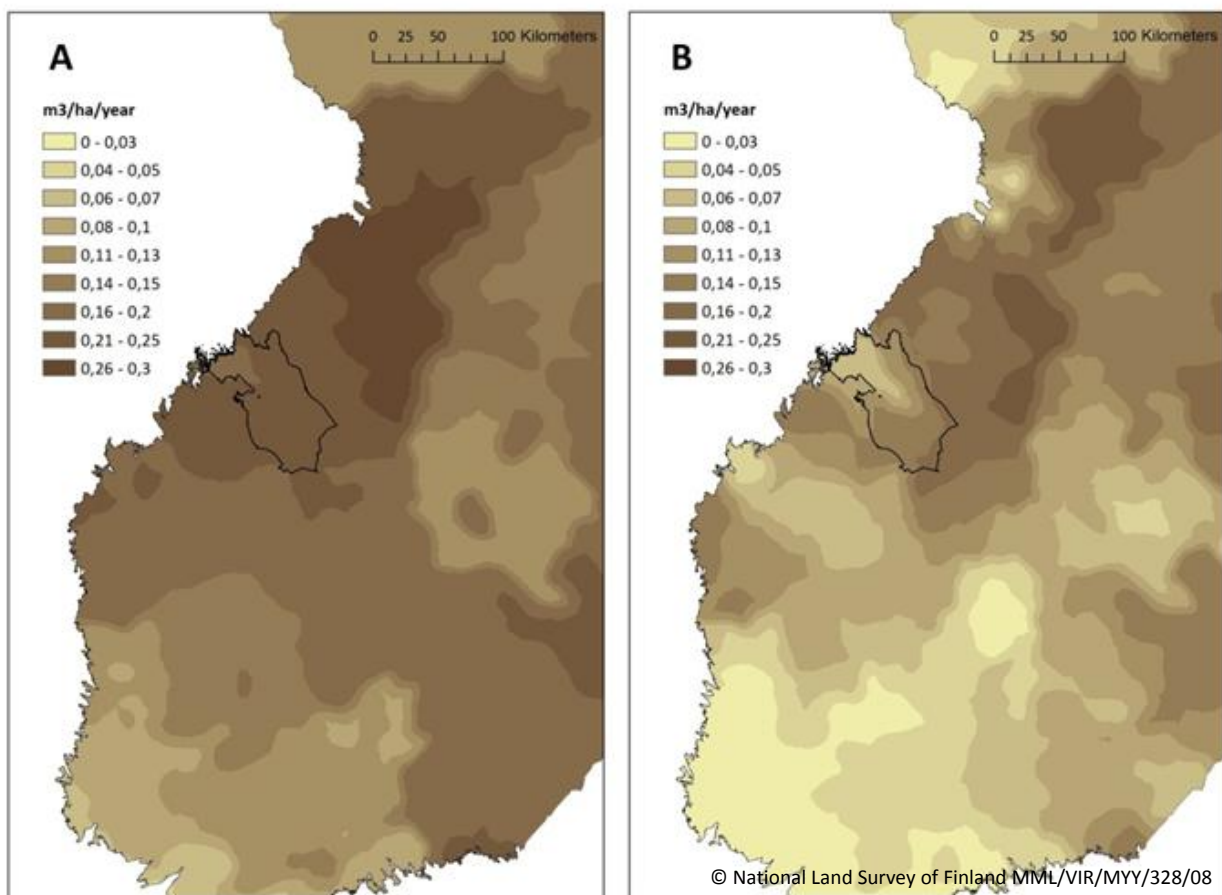 A
0 25 50 100 Kilometers
m3/ha/year
0 - 0,03
0,04 - 0,05
0,06 - 0,07
0,08 - 0,1
0,11 - 0,13
0,14 - 0,15
0,16 - 0,2
0,21 - 0,25
0,26 - 0,3
B
0 25 50 100 Kilometers
m3/ha/year
0 - 0,03
0,04 - 0,05
0,06 - 0,07
0,08 - 0,1
0,11 - 0,13
0,14 - 0,15
0,16 - 0,2
0,21 - 0,25
0,26 - 0,3
© National Land Survey of Finland MML/VIR/MYY/328/08